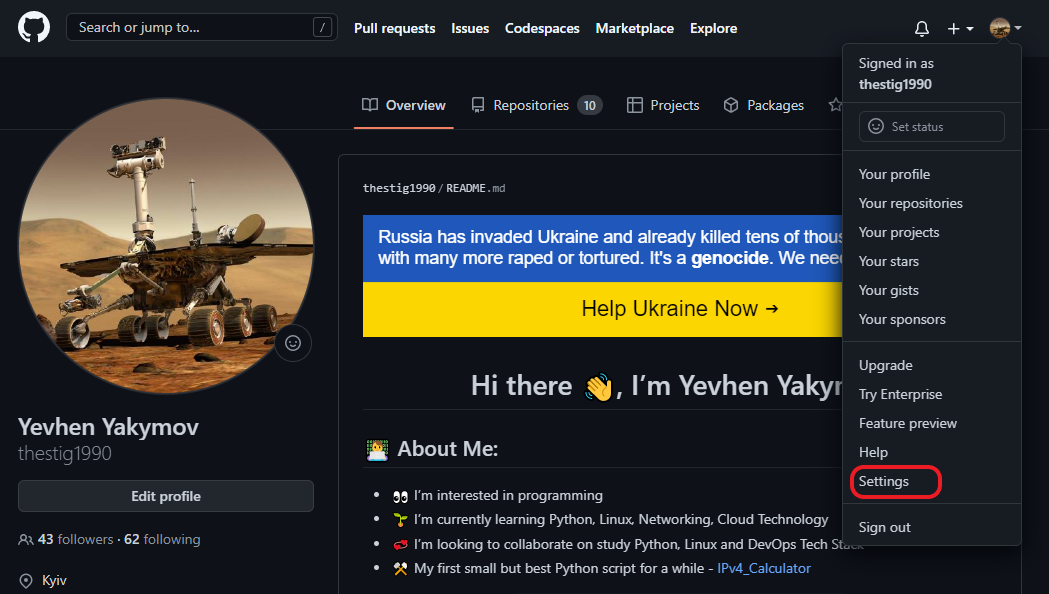 Search or jump to... /
Pull requests Issues Codespaces Marketplace Explore
Signed in as
thestig1990
Set status
Your profile
Your repositories
Your projects
Your stars
Your gists
Your sponsors
Upgrade
Try Enterprise
Feature preview
Help
Settings
Sign out
Overview Repositories 10 Projects Packages
Yevhen Yakymov
thestig1990
Edit profile
43 followers · 62 following
Kyiv
thestig1990/README.md
Russia has invaded Ukraine and already killed tens of
with many more raped or tortured. It's a genocide. We
Help Ukraine Now →
Hi there 👋, I'm Yevhen
👨‍💻 About Me:
• 👀 I'm interested in programming
• 🌱 I'm currently learning Python, Linux, Networking, Cloud Technology
• 💞 I'm looking to collaborate on study Python, Linux and DevOps Tech Stack
• ⚒️ My first small but best Python script for a while - IPv4_Calculator